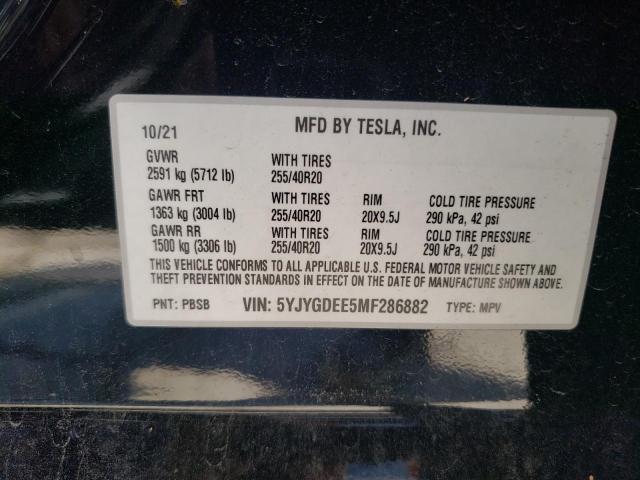 10/21 MFD BY TESLA, INC.
GVWR WITH TIRES
2591 kg (5712 lb) 255/40R20
GAWR FRT WITH TIRES RIM COLD TIRE PRESSURE
1363 kg (3004 lb) 255/40R20 20X9.5J 290 kPa, 42 psi
GAWR RR WITH TIRES RIM COLD TIRE PRESSURE
1500 kg (3306 lb) 255/40R20 20X9.5J 290 kPa, 42 psi
THIS VEHICLE CONFORMS TO ALL APPLICABLE U.S. FEDERAL MOTOR VEHICLE SAFETY AND
THEFT PREVENTION STANDARDS IN EFFECT ON THE DATE OF MANUFACTURE SHOWN ABOVE.
PNT: PBSB VIN: 5YJYGDEE5MF286882 TYPE: MPV